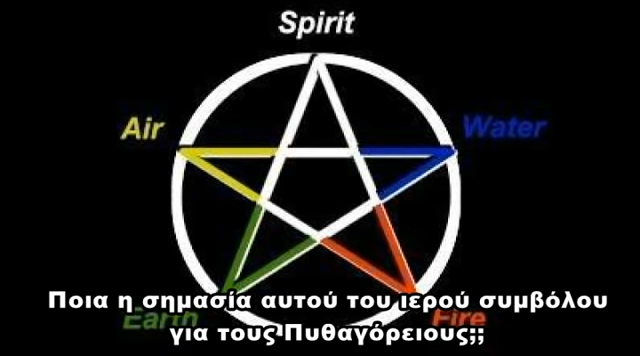 Spirit
Air
Water
Ποια η σημασία αυτού του ιερού συμβόλου
Earth
Fire
για τους Πυθαγόρειους;;